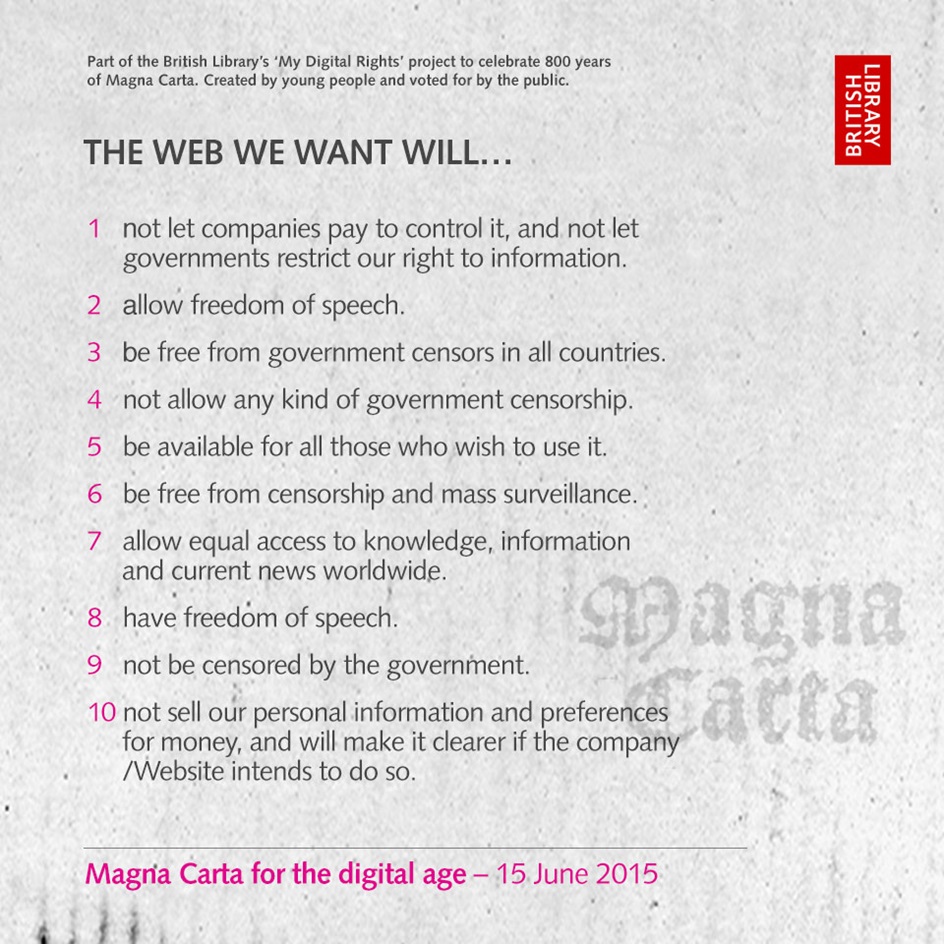 Part of the British Library's ‘My Digital Rights’ project to celebrate 800 years
of Magna Carta. Created by young people and voted for by the public.
LIBRARY
BRITISH
THE WEB WE WANT WILL…
1 not let companies pay to control it, and not let
governments restrict our right to information.
2 allow freedom of speech.
3 be free from government censors in all countries.
4 not allow any kind of government censorship.
5 be available for all those who wish to use it.
6 be free from censorship and mass surveillance.
7 allow equal access to knowledge, information
and current news worldwide.
8 have freedom of speech.
9 not be censored by the government.
10 not sell our personal information and preferences
for money, and will make it clearer if the company
/Website intends to do so.
Magna
Carta
Magna Carta for the digital age – 15 June 2015